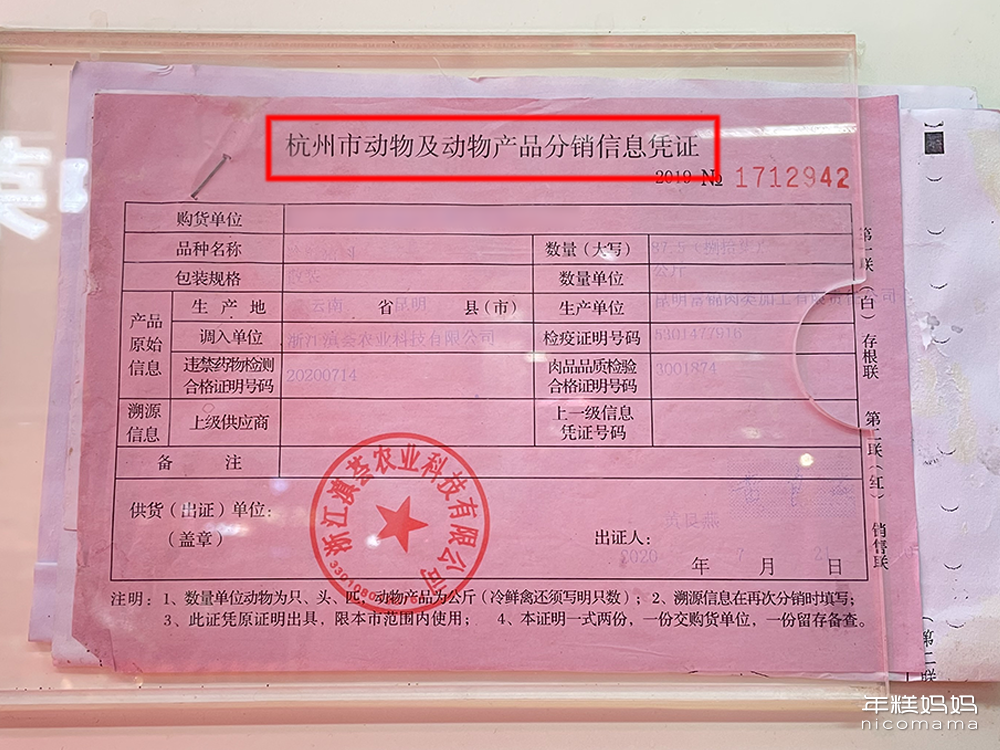 杭州市动物及动物产品分销信息凭证
2019 № 1712942
购货单位
品种名称
数量（大写） 87.5（捌拾
包装规格
数量单位 公斤
产品原始信息
生产地 云南 省 昆明 县（市）
生产单位
调入单位 浙江滇荟农业科技有限公司
检疫证明号码 5301477916
违禁药物检测合格证明号码 20200714
肉品品质检验合格证明号码 3001874
溯源信息
上级供应商
上一级信息凭证号码
备注
供货（出证）单位：
（盖章）
浙江滇荟农业科技有限公司
出证人：
2020 年 7 月 21 日
注明：1、数量单位动物为只、头、匹，动物产品为公斤（冷鲜禽还须写明只数）；2、溯源信息在再次分销时填写；
3、此证凭原证明出具，限本市范围内使用； 4、本证明一式两份，一份交购货单位，一份留存备查。
第一联（白）存根联 第二联（红）销售联
第二联
年糕妈妈
nicomama